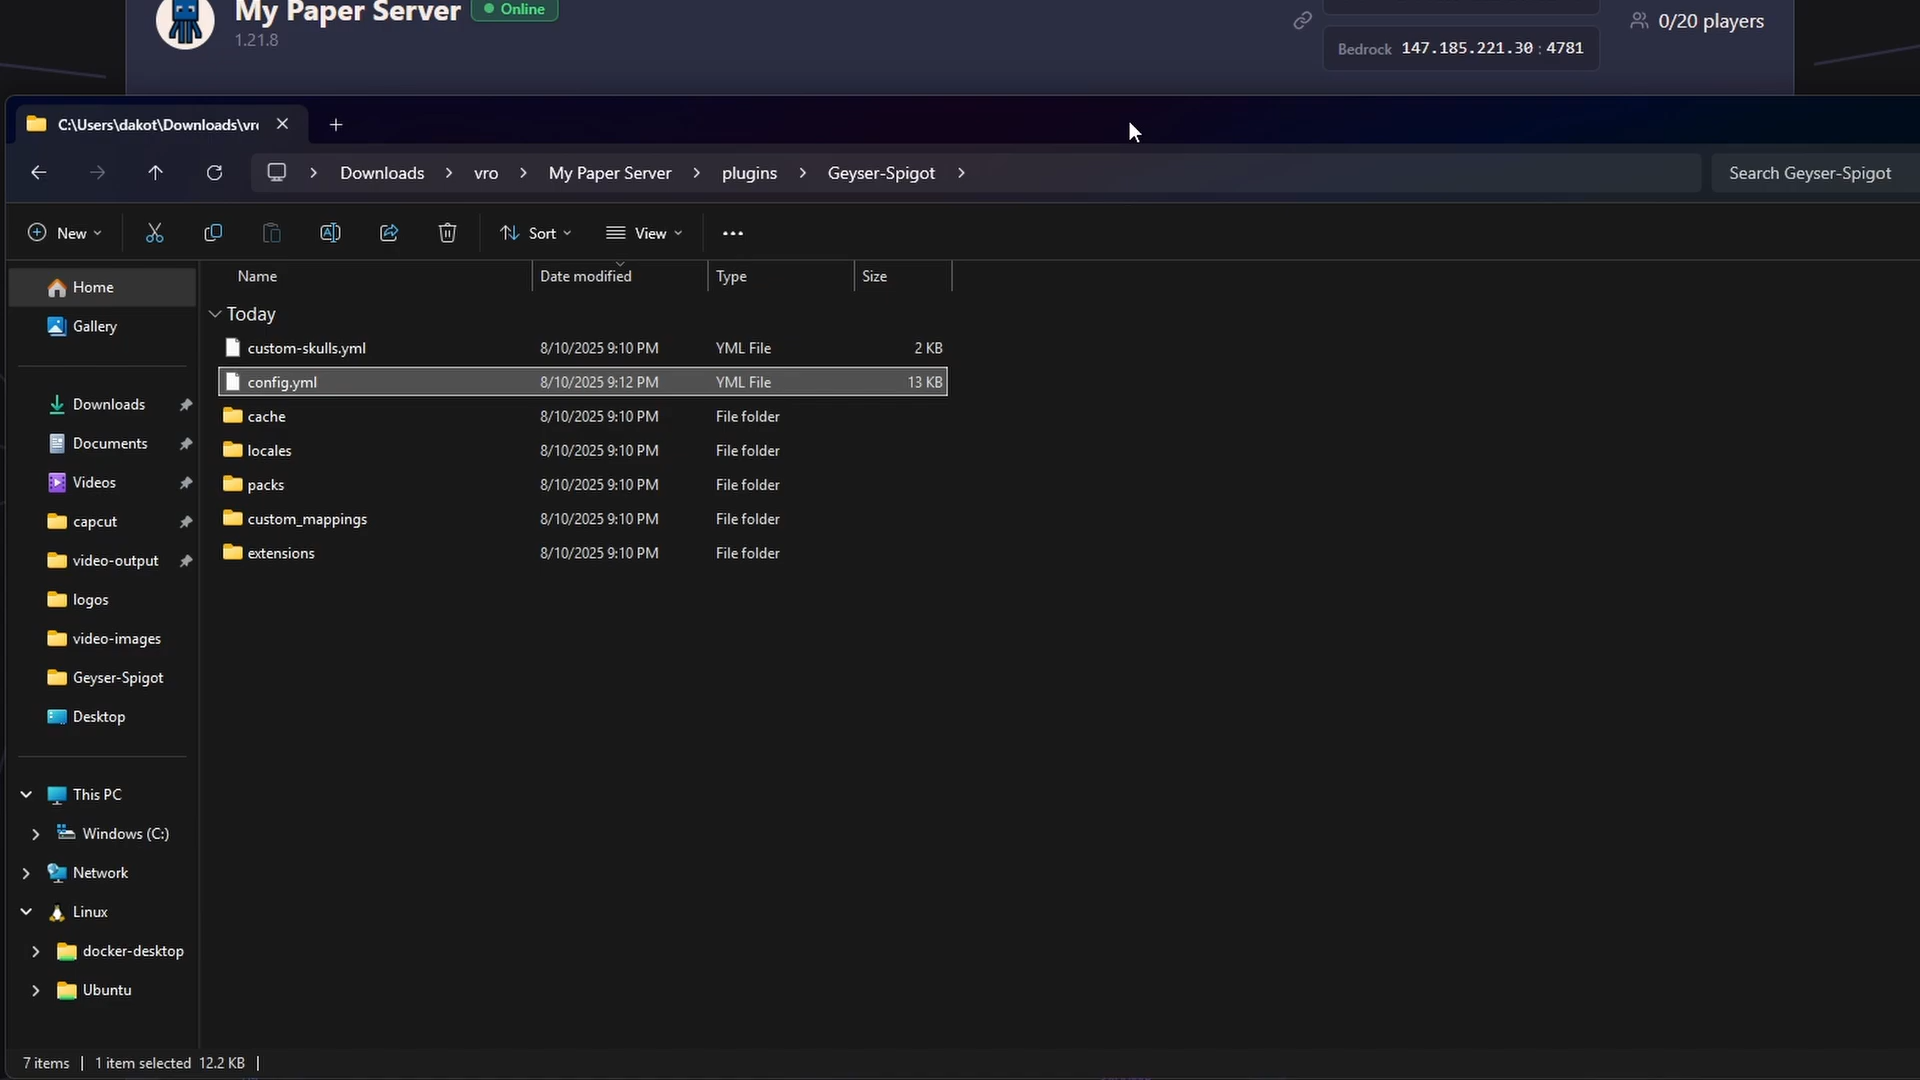 My Paper Server
Online
1.21.8
Bedrock 147.185.221.30 : 4781
0/20 players
C:\Users\dakot\Downloads\vr
Downloads > vro > My Paper Server > plugins > Geyser-Spigot >
Search Geyser-Spigot
New
Sort
View
Name Date modified Type Size
Today
custom-skulls.yml 8/10/2025 9:10 PM YML File 2 KB
config.yml 8/10/2025 9:12 PM YML File 13 KB
cache 8/10/2025 9:10 PM File folder
locales 8/10/2025 9:10 PM File folder
packs 8/10/2025 9:10 PM File folder
custom_mappings 8/10/2025 9:10 PM File folder
extensions 8/10/2025 9:10 PM File folder
Home
Gallery
Downloads
Documents
Videos
capcut
video-output
logos
video-images
Geyser-Spigot
Desktop
This PC
Windows (C:)
Network
Linux
docker-desktop
Ubuntu
7 items | 1 item selected 12.2 KB |